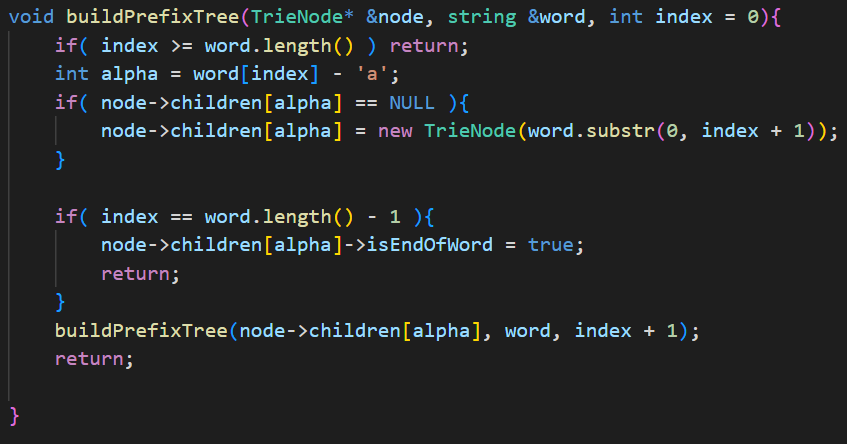 void buildPrefixTree(TrieNode* &node, string &word, int index = 0){
    if( index >= word.length() ) return;
    int alpha = word[index] - 'a';
    if( node->children[alpha] == NULL ){
        node->children[alpha] = new TrieNode(word.substr(0, index + 1));
    }

    if( index == word.length() - 1 ){
        node->children[alpha]->isEndOfWord = true;
        return;
    }
    buildPrefixTree(node->children[alpha], word, index + 1);
    return;

}